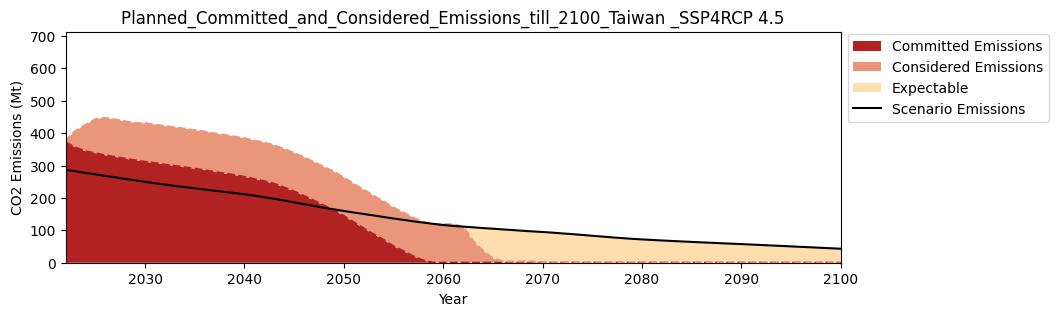 Planned_Committed_and_Considered_Emissions_till_2100_Taiwan _SSP4RCP 4.5
700
600
500
400
300
200
100
0
CO2 Emissions (Mt)
2030 2040 2050 2060 2070 2080 2090 2100
Year
Committed Emissions
Considered Emissions
Expectable
Scenario Emissions